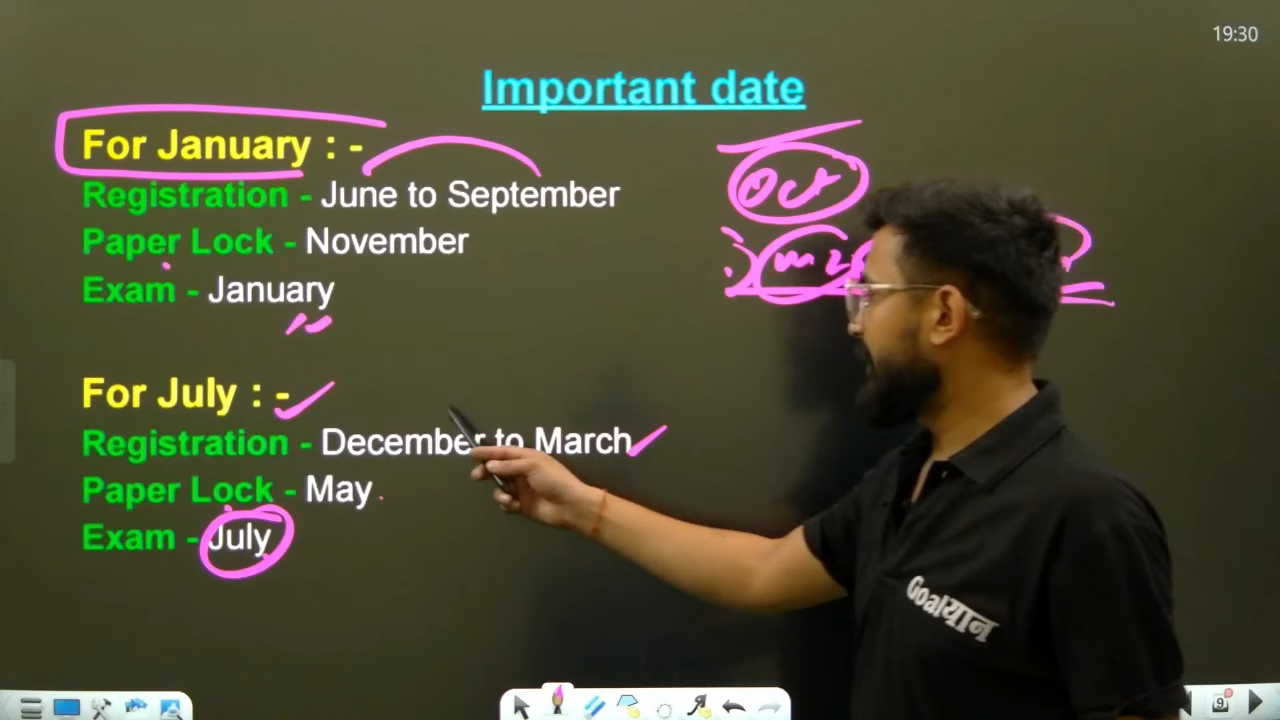 19:30
Important date
For January : -
Registration - June to September
Paper Lock - November
Exam - January
Oct
For July : -
Registration - December to March
Paper Lock - May
Exam - July
Goalयान